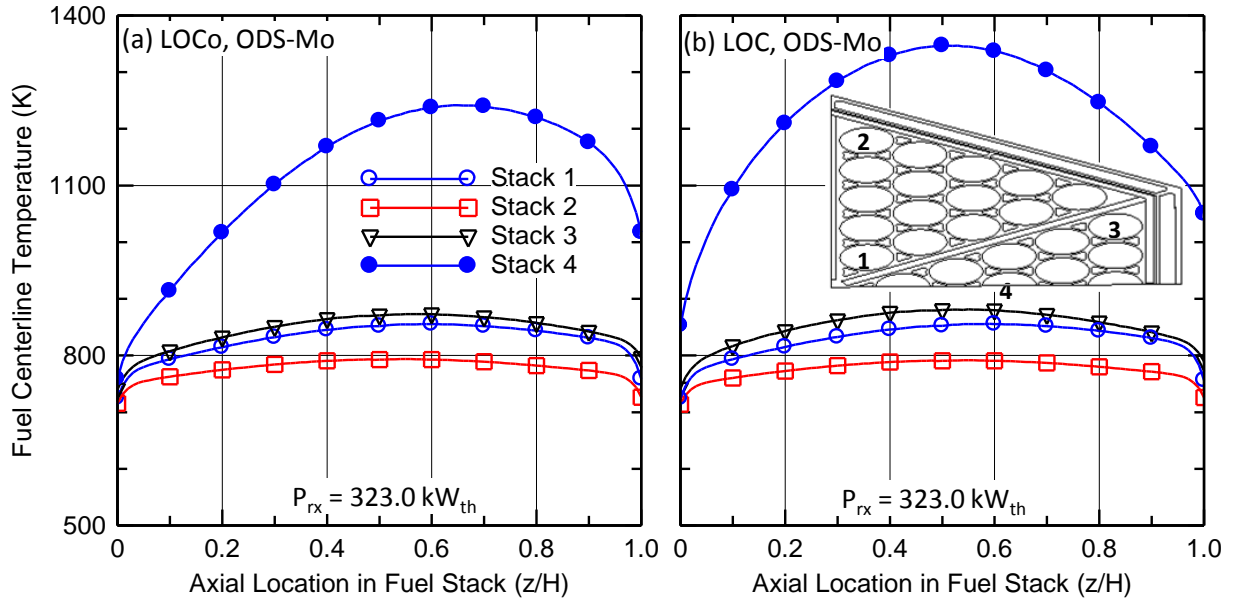 Fuel Centerline Temperature (K)
1400
1100
800
500
(a) LOCo, ODS-Mo
Stack 1
Stack 2
Stack 3
Stack 4
P_rx = 323.0 kW_th
0 0.2 0.4 0.6 0.8 1.0
Axial Location in Fuel Stack (z/H)
(b) LOC, ODS-Mo
2
3
1
4
P_rx = 323.0 kW_th
0 0.2 0.4 0.6 0.8 1.0
Axial Location in Fuel Stack (z/H)